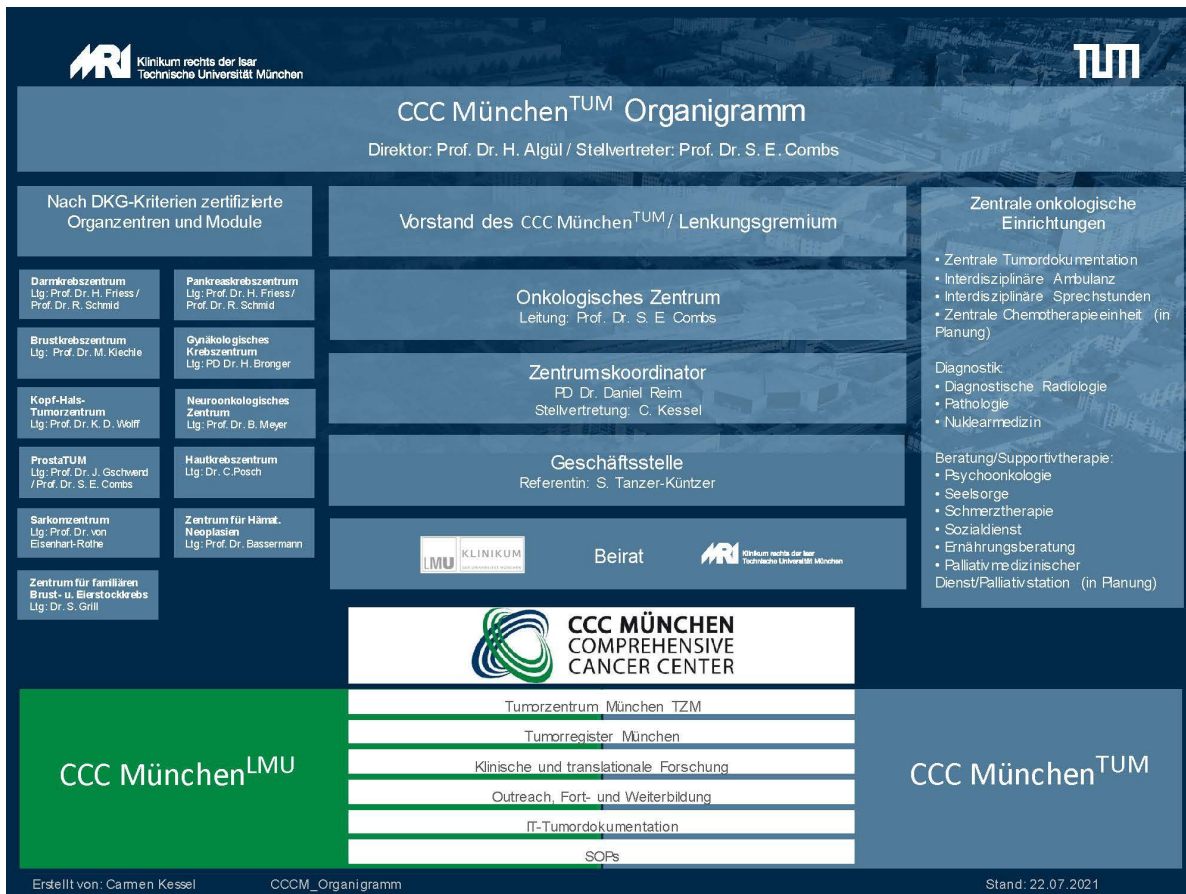 MRI Klinikum rechts der Isar
Technische Universität München
TUM
CCC München^TUM Organigramm
Direktor: Prof. Dr. H. Algül / Stellvertreter: Prof. Dr. S. E. Combs
Nach DKG-Kriterien zertifizierte
Organzentren und Module
Darmkrebszentrum
Ltg: Prof. Dr. H. Friess /
Prof. Dr. R. Schmid
Pankreaskrebszentrum
Ltg: Prof. Dr. H. Friess /
Prof. Dr. R. Schmid
Brustkrebszentrum
Ltg: Prof. Dr. M. Kiechle
Gynäkologisches
Krebszentrum
Ltg: PD Dr. H. Bronger
Kopf-Hals-
Tumorzentrum
Ltg: Prof. Dr. K. D. Wolff
Neuroonkologisches
Zentrum
Ltg: Prof. Dr. B. Meyer
ProstaTUM
Ltg: Prof. Dr. J. Gschwend
/ Prof. Dr. S. E. Combs
Hautkrebszentrum
Ltg: Dr. C.Posch
Sarkomzentrum
Ltg: Prof. Dr. von
Eisenhart-Rothe
Zentrum für Hämat.
Neoplasien
Ltg: Prof. Dr. Bassermann
Zentrum für familiären
Brust- u. Eierstockkrebs
Ltg: Dr. S. Grill
Vorstand des CCC München^TUM / Lenkungsgremium
Onkologisches Zentrum
Leitung: Prof. Dr. S. E. Combs
Zentrumskoordinator
PD Dr. Daniel Reim
Stellvertretung: C. Kessel
Geschäftsstelle
Referentin: S. Tanzer-Küntzer
LMU KLINIKUM
DER UNIVERSITÄT MÜNCHEN
Beirat
MRI Klinikum rechts der Isar
Technische Universität München
Zentrale onkologische
Einrichtungen
• Zentrale Tumordokumentation
• Interdisziplinäre Ambulanz
• Interdisziplinäre Sprechstunden
• Zentrale Chemotherapieeinheit (in
Planung)
Diagnostik:
• Diagnostische Radiologie
• Pathologie
• Nuklearmedizin
Beratung/Supportivtherapie:
• Psychoonkologie
• Seelsorge
• Schmerztherapie
• Sozialdienst
• Ernährungsberatung
• Palliativmedizinischer
Dienst/Palliativstation (in Planung)
CCC MÜNCHEN
COMPREHENSIVE
CANCER CENTER
CCC München^LMU
Tumorzentrum München TZM
Tumorregister München
Klinische und translationale Forschung
Outreach, Fort- und Weiterbildung
IT-Tumordokumentation
SOPs
CCC München^TUM
Erstellt von: Carmen Kessel
CCCM_Organigramm
Stand: 22.07.2021